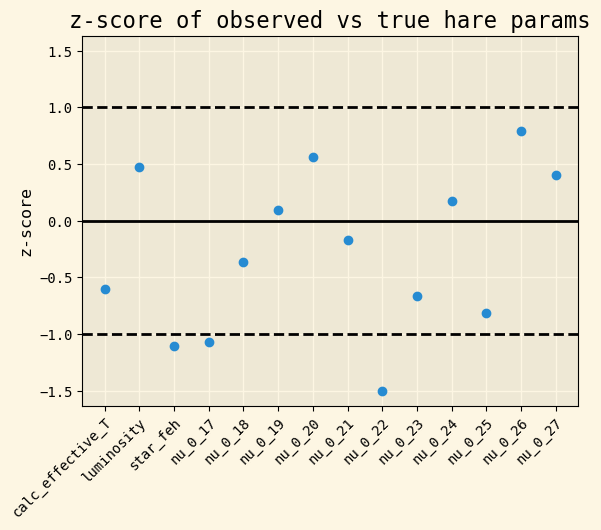 z-score of observed vs true hare params
z-score
1.5
1.0
0.5
0.0
−0.5
−1.0
−1.5
calc_effective_T
luminosity
star_feh
nu_0_17
nu_0_18
nu_0_19
nu_0_20
nu_0_21
nu_0_22
nu_0_23
nu_0_24
nu_0_25
nu_0_26
nu_0_27